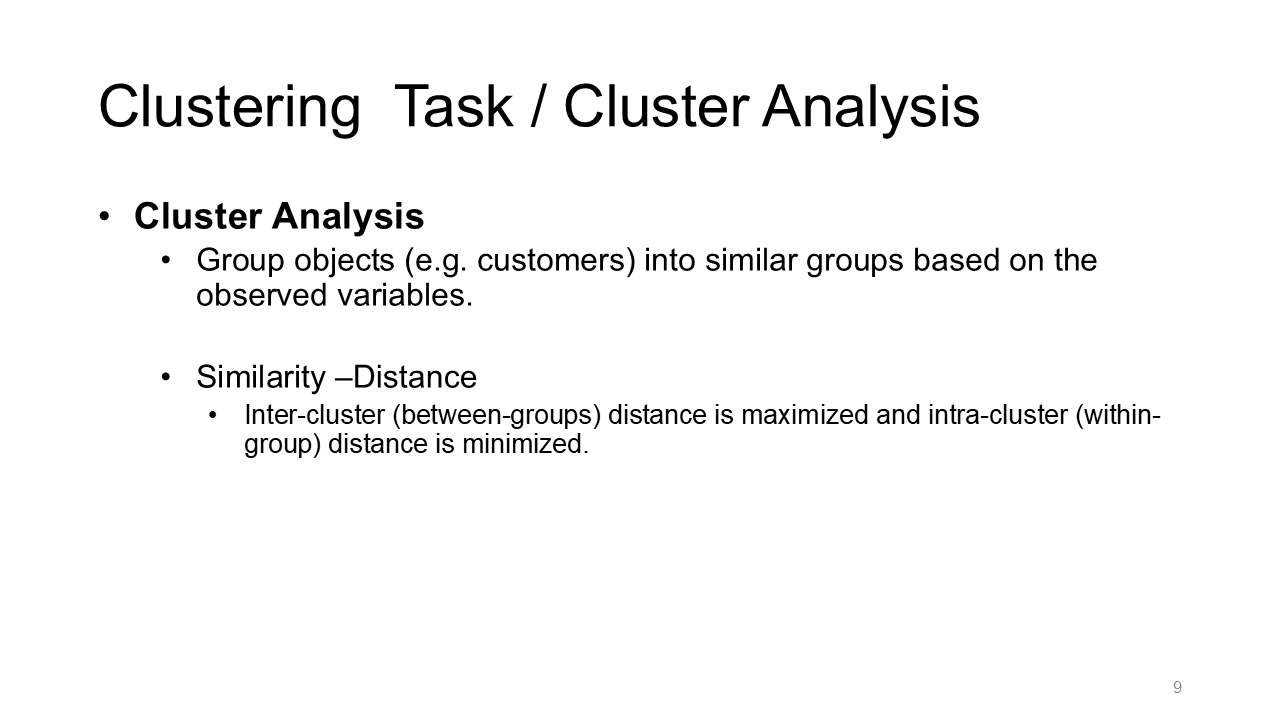 Clustering  Task / Cluster Analysis
• Cluster Analysis
• Group objects (e.g. customers) into similar groups based on the
observed variables.
• Similarity –Distance
• Inter-cluster (between-groups) distance is maximized and intra-cluster (within-
group) distance is minimized.
9